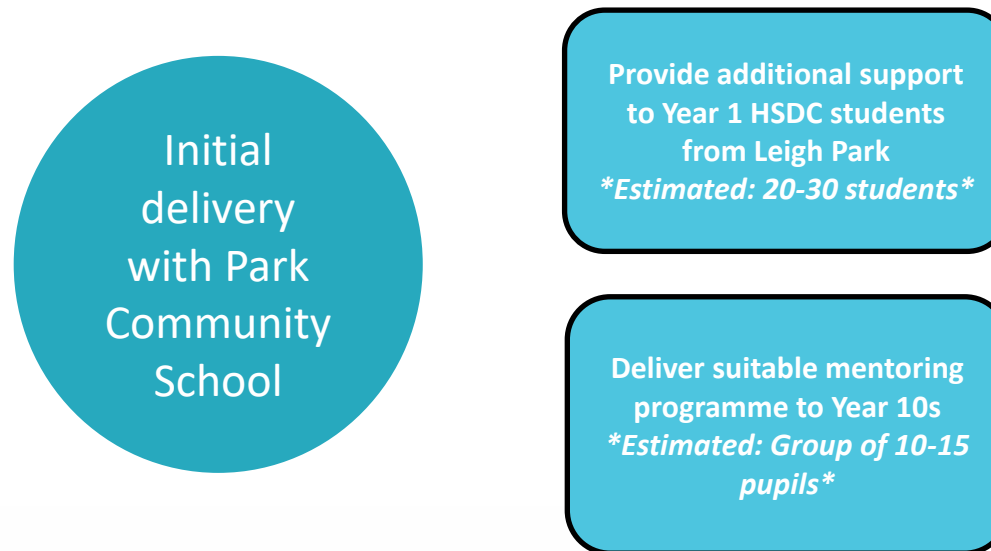 Initial
delivery
with Park
Community
School
Provide additional support
to Year 1 HSDC students
from Leigh Park
*Estimated: 20-30 students*
Deliver suitable mentoring
programme to Year 10s
*Estimated: Group of 10-15
pupils*